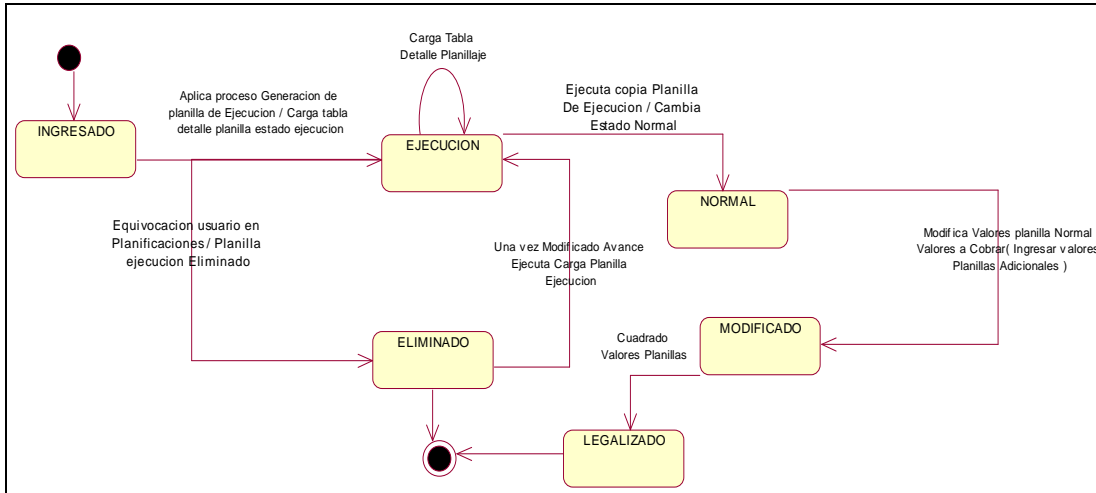 Carga Tabla
Detalle Planillaje
Aplica proceso Generacion de
planilla de Ejecucion / Carga tabla
detalle planilla estado ejecucion
Ejecuta copia Planilla
De Ejecucion / Cambia
Estado Normal
INGRESADO
EJECUCION
NORMAL
Equivocacion usuario en
Planificaciones / Planilla
ejecucion Eliminado
Una vez Modificado Avance
Ejecuta Carga Planilla
Ejecucion
Modifica Valores planilla Normal
Valores a Cobrar( Ingresar valores
Planillas Adicionales )
ELIMINADO
Cuadrado
Valores Planillas
MODIFICADO
LEGALIZADO